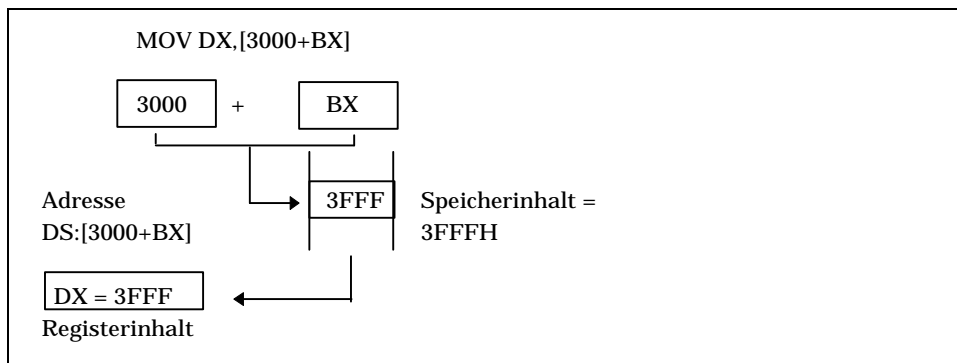 MOV DX,[3000+BX]
3000 + BX
Adresse
DS:[3000+BX]
3FFF
Speicherinhalt =
3FFFH
DX = 3FFF
Registerinhalt